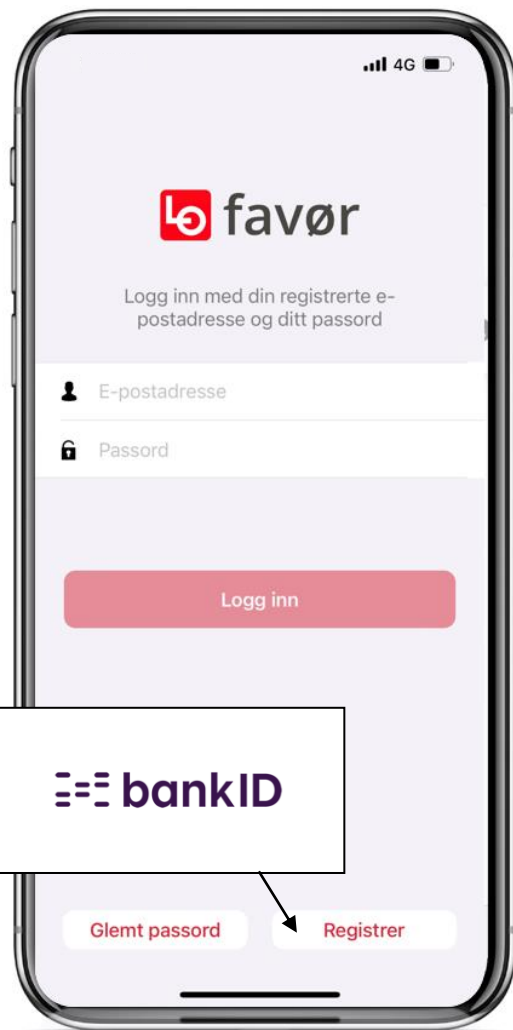 4G
LO favør
Logg inn med din registrerte e-
postadresse og ditt passord
E-postadresse
Passord
Logg inn
bankID
Glemt passord
Registrer